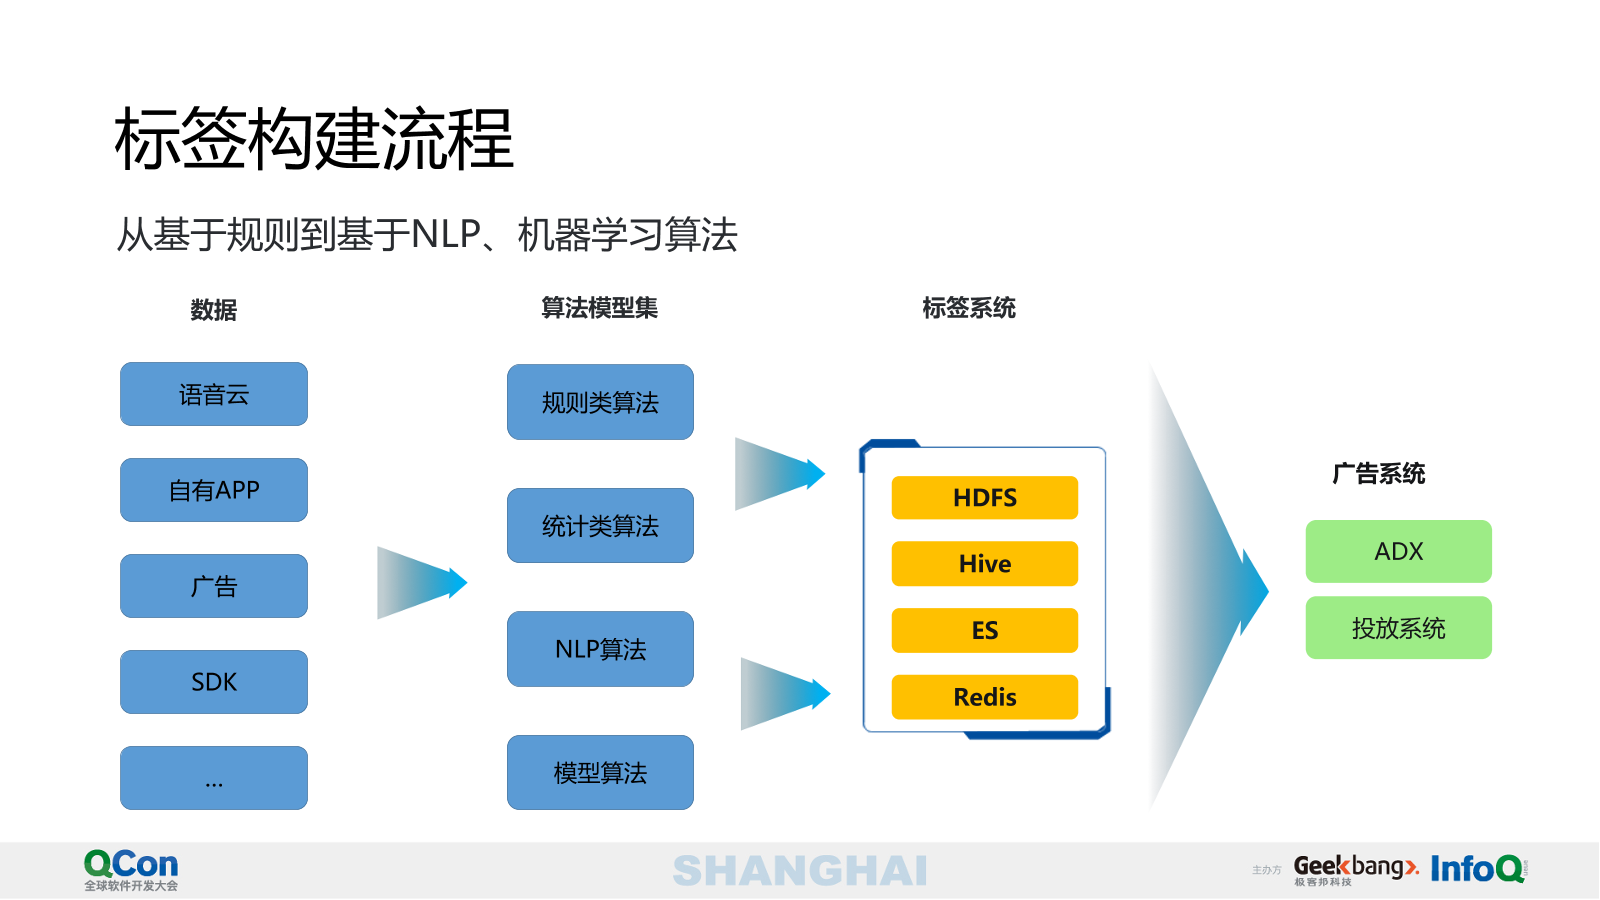 标签构建流程
从基于规则到基于NLP、机器学习算法
数据
语音云
自有APP
广告
SDK
...
算法模型集
规则类算法
统计类算法
NLP算法
模型算法
标签系统
HDFS
Hive
ES
Redis
广告系统
ADX
投放系统
QCon
全球软件开发大会
SHANGHAI
主办方
Geekbang>.
极客邦科技
InfoQ